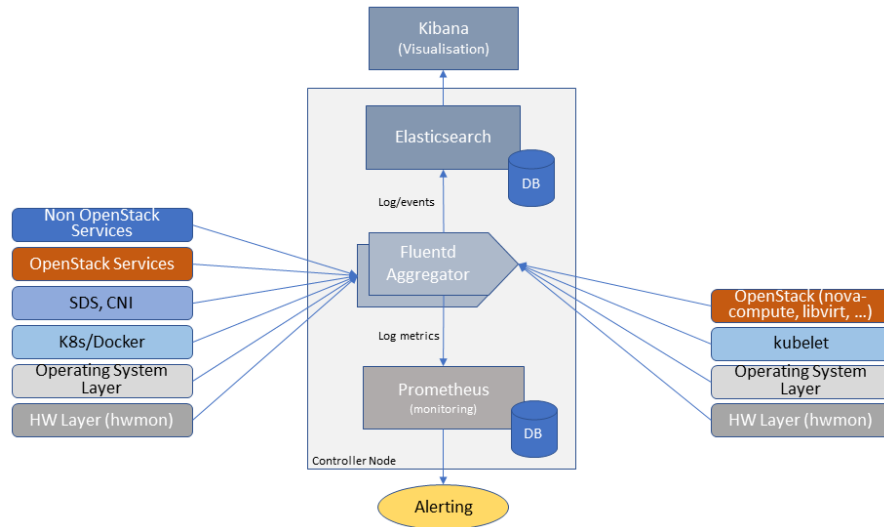 Kibana
(Visualisation)
Elasticsearch
DB
Log/events
Non OpenStack
Services
OpenStack Services
SDS, CNI
K8s/Docker
Operating System
Layer
HW Layer (hwmon)
Fluentd
Aggregator
OpenStack (nova-
compute, libvirt, ...)
kubelet
Operating System
Layer
HW Layer (hwmon)
Log metrics
Prometheus
(monitoring)
DB
Controller Node
Alerting